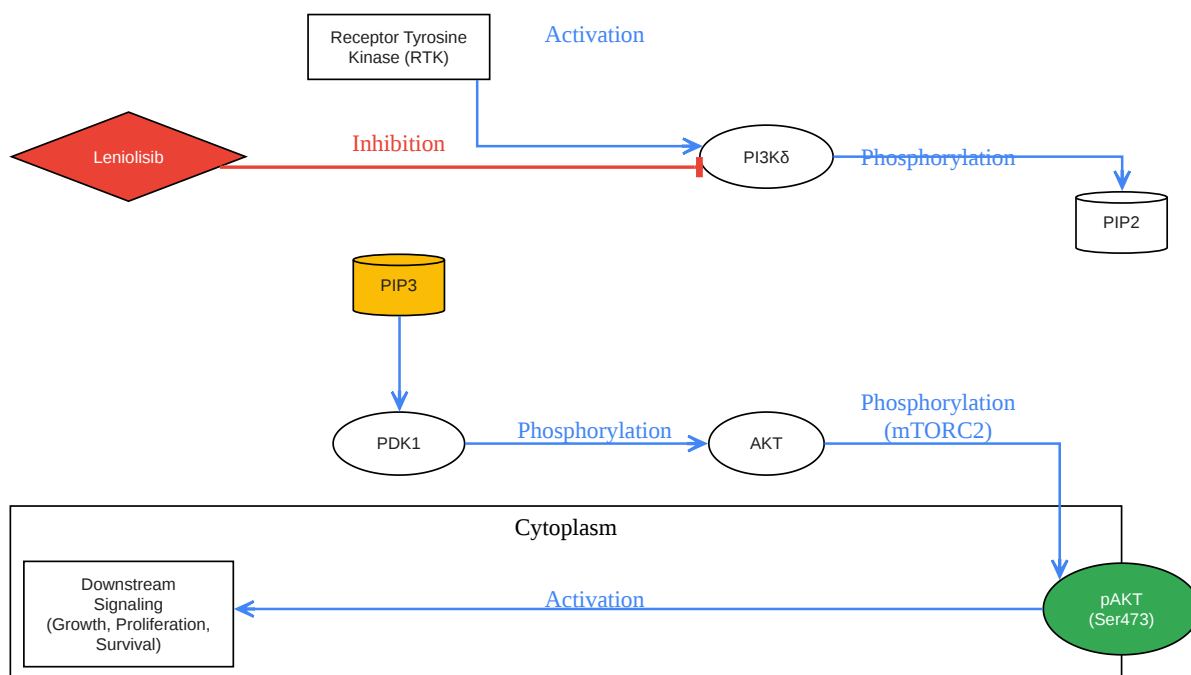 Receptor Tyrosine
Kinase (RTK)
Activation
Inhibition
Leniolisib
PI3Kδ
Phosphorylation
PIP2
PIP3
Phosphorylation
(mTORC2)
PDK1
Phosphorylation
AKT
Cytoplasm
Downstream
Signaling
(Growth, Proliferation,
Survival)
Activation
pAKT
(Ser473)